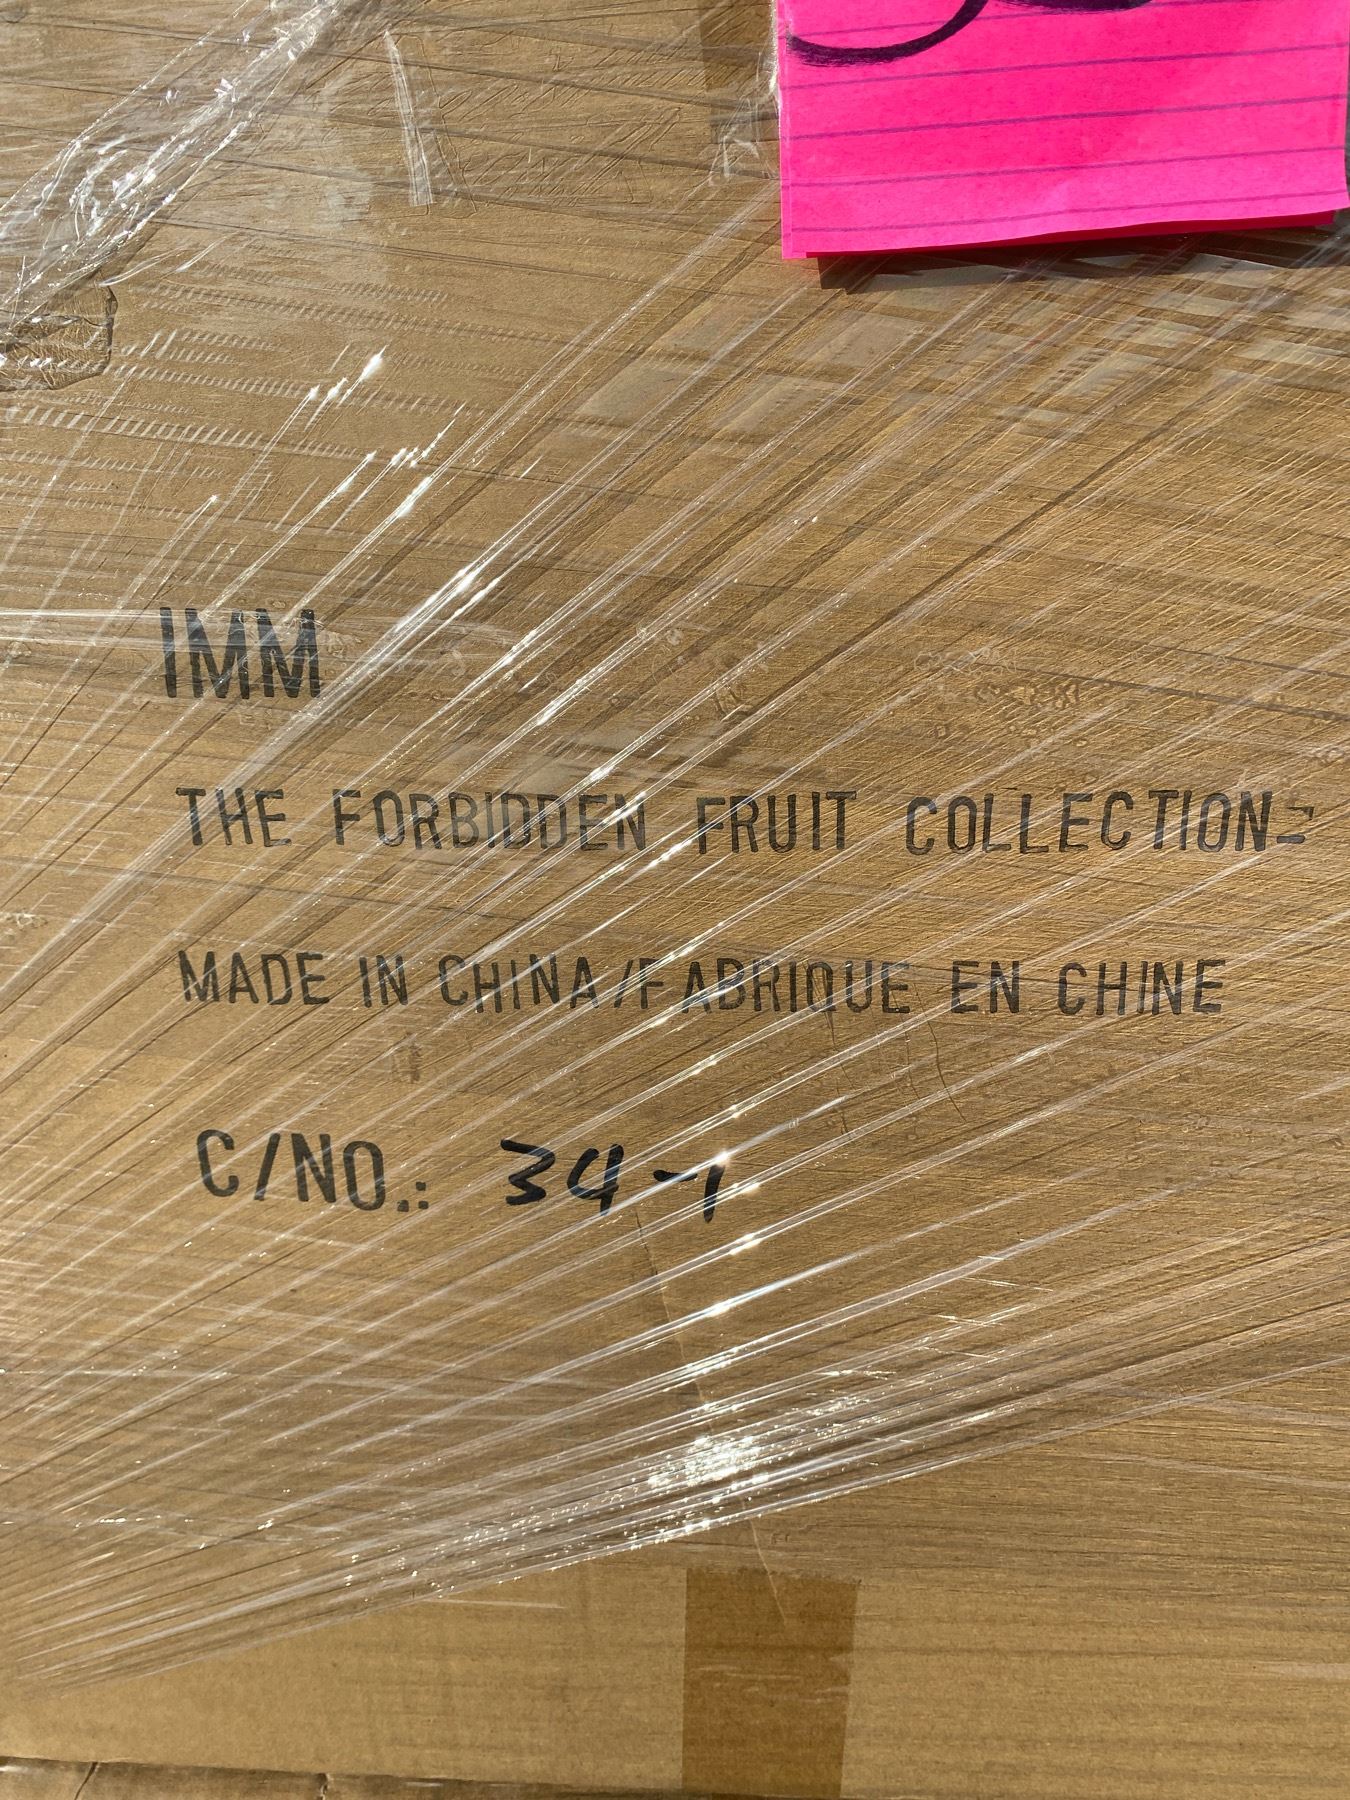 IMM
THE FORBIDDEN FRUIT COLLECTION-
MADE IN CHINA/FABRIQUE EN CHINE
C/NO.: 34-1